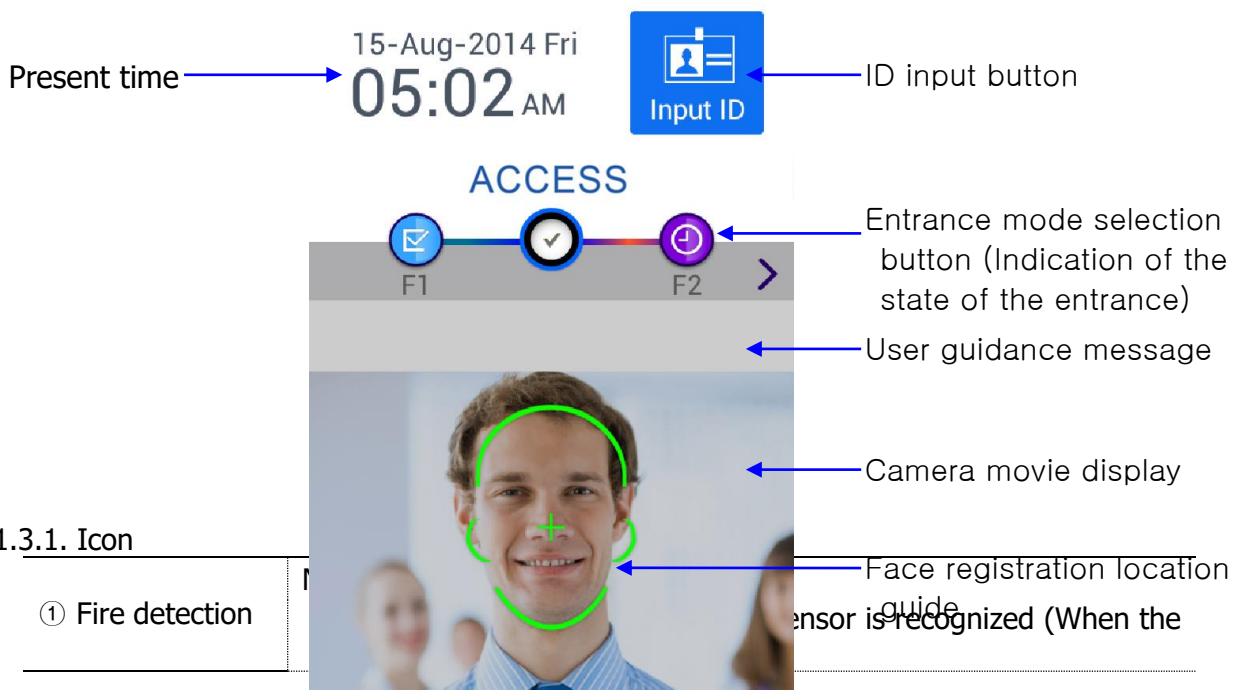 15-Aug-2014 Fri
Present time
05:02 AM
Input ID
ID input button
ACCESS
F1
F2
Entrance mode selection
button (Indication of the
state of the entrance)
User guidance message
Camera movie display
1.3.1. Icon
Face registration location
guide
① Fire detection
is recognized (When the